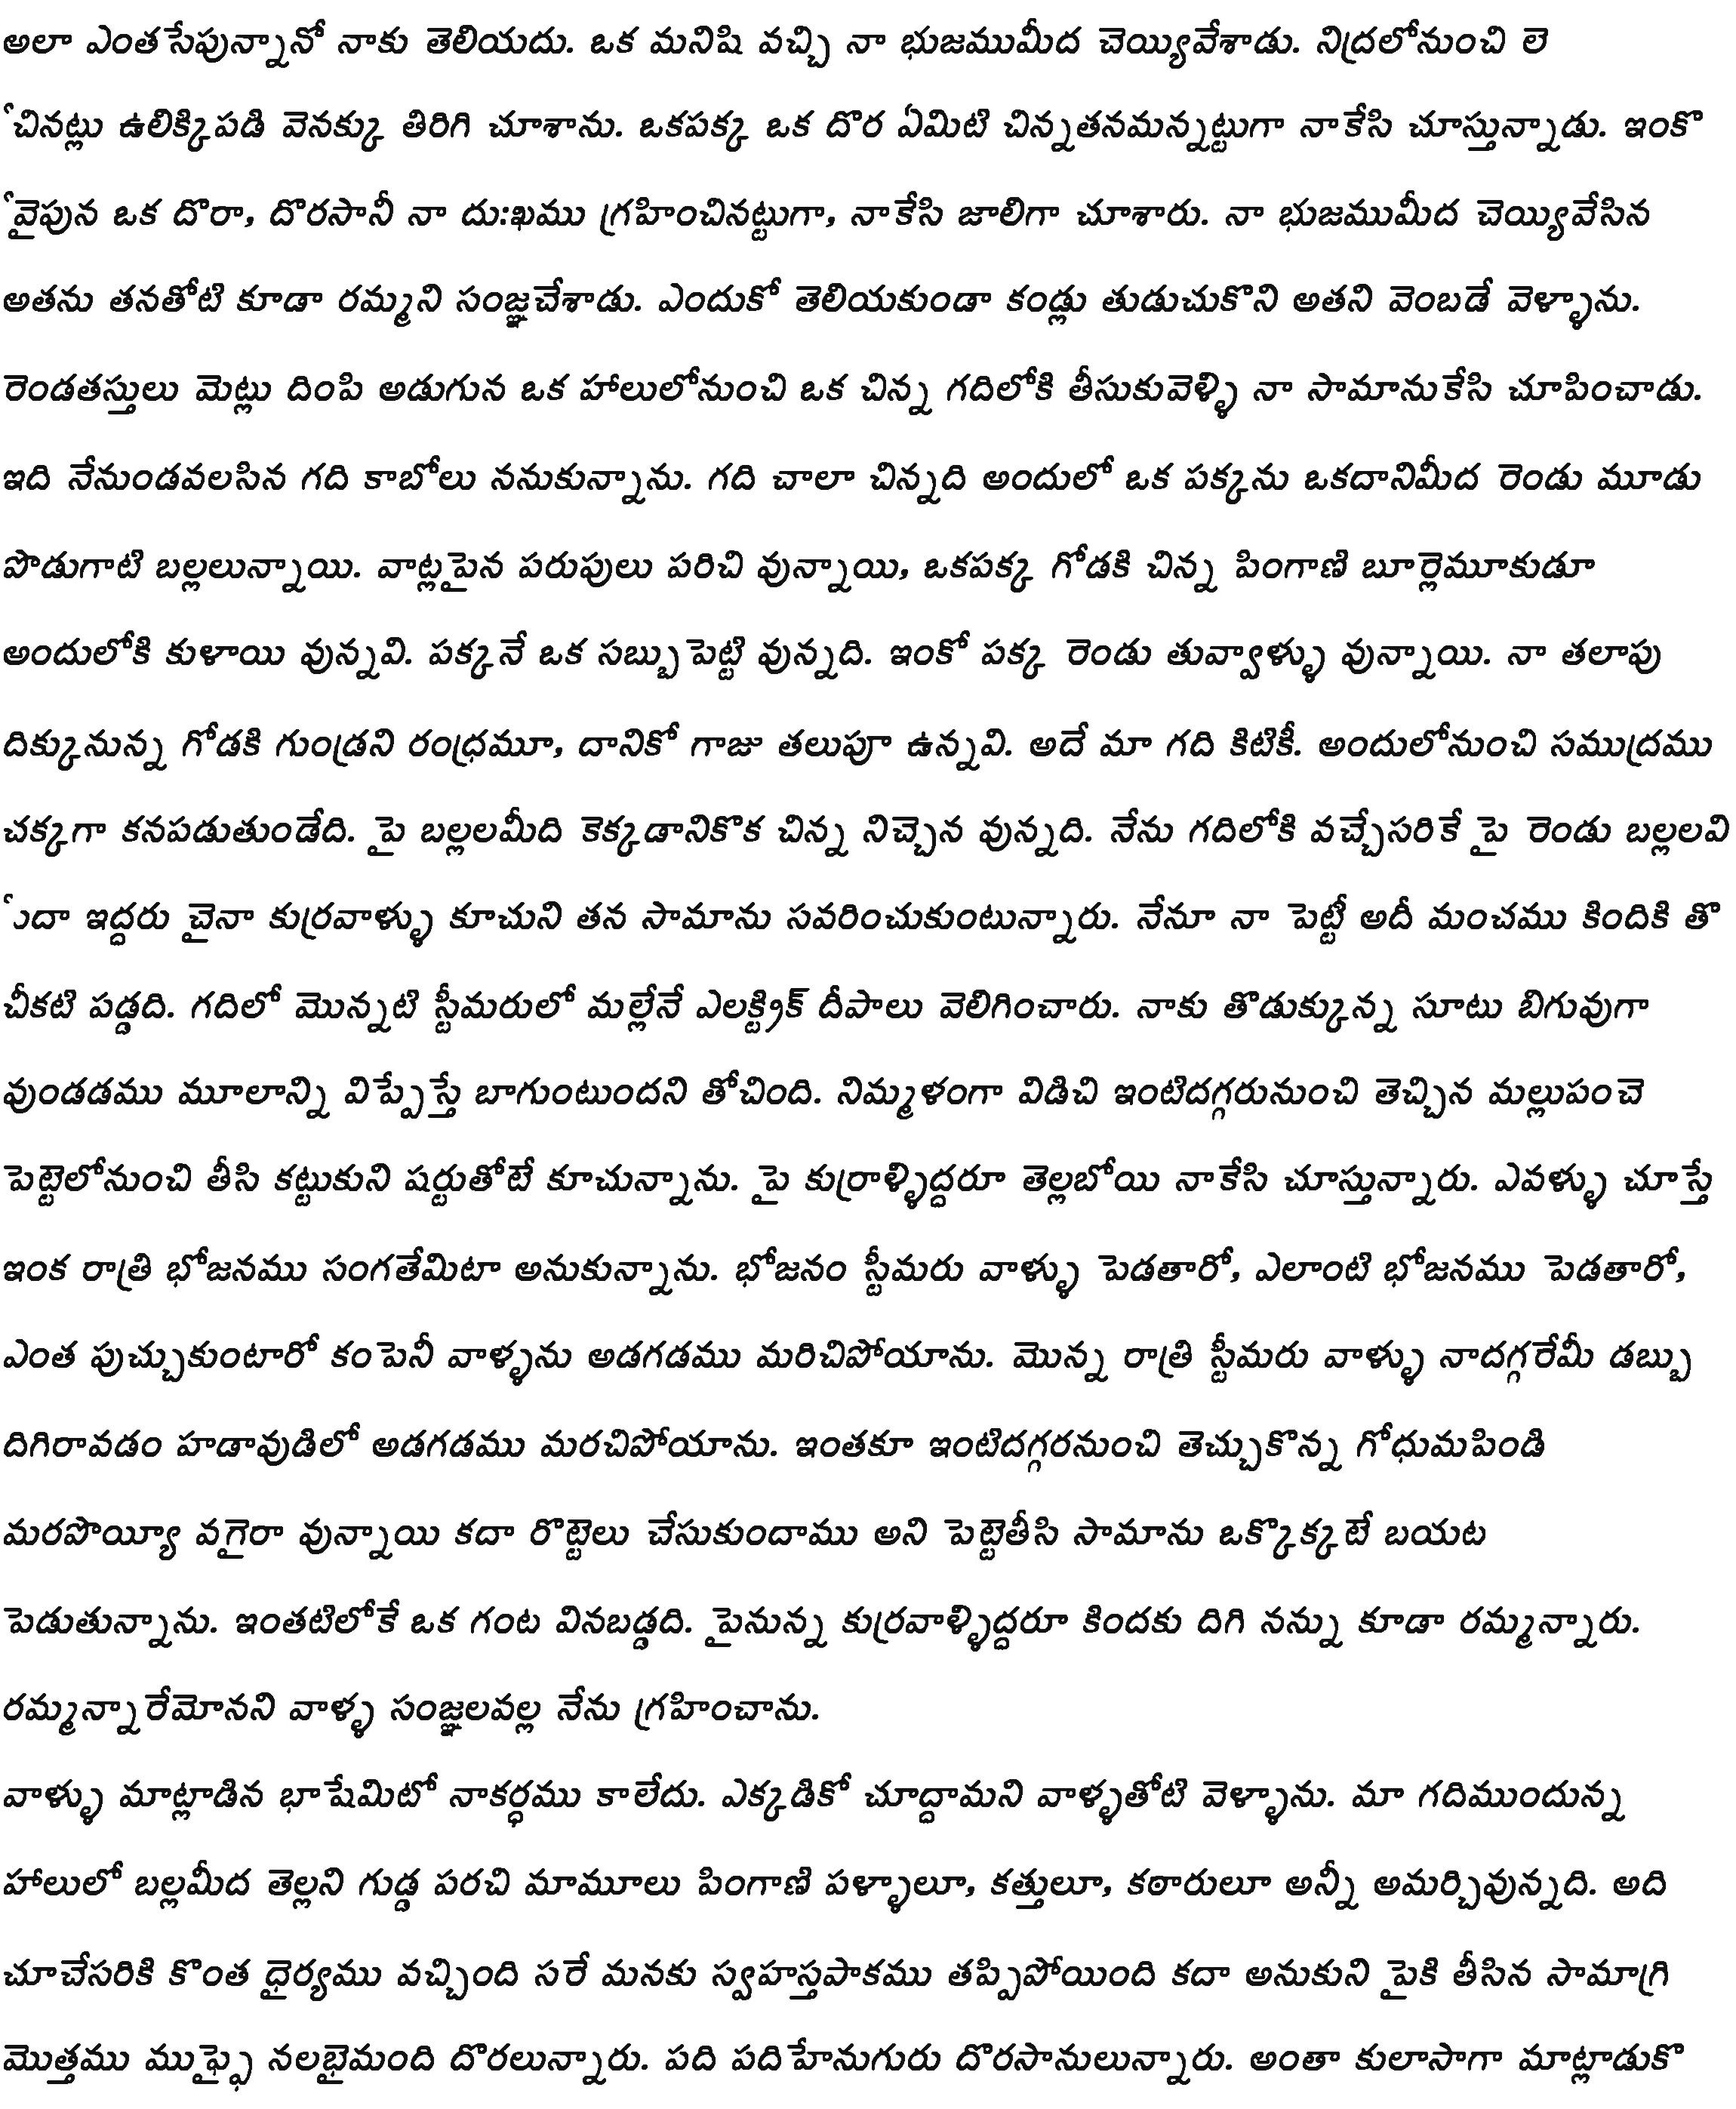 అలా ఎంతసేపున్నానో నాకు తెలియదు. ఒక మనిషి వచ్చి నా భుజముమీద చెయ్యివేశాడు. నిద్రలోనుంచి లె
ేచినట్లు ఉలిక్కిపడి వెనక్కు తిరిగి చూశాను. ఒకపక్క ఒక దొర ఏమిటి చిన్నతనమన్నట్టుగా నాకేసి చూస్తున్నాడు. ఇంకొ
ేవైపున ఒక దొరా, దొరసానీ నా దు:ఖము గ్రహించినట్టుగా, నాకేసి జాలిగా చూశారు. నా భుజముమీద చెయ్యివేసిన
అతను తనతోటి కూడా రమ్మని సంజ్ఞచేశాడు. ఎందుకో తెలియకుండా కండ్లు తుడుచుకొని అతని వెంబడే వెళ్ళాను.
రెండతస్తులు మెట్లు దింపి అడుగున ఒక హాలులోనుంచి ఒక చిన్న గదిలోకి తీసుకువెళ్ళి నా సామానుకేసి చూపించాడు.
ఇది నేనుండవలసిన గది కాబోలు ననుకున్నాను. గది చాలా చిన్నది అందులో ఒక పక్కను ఒకదానిమీద రెండు మూడు
పొడుగాటి బల్లలున్నాయి. వాట్లపైన పరుపులు పరిచి వున్నాయి, ఒకపక్క గోడకి చిన్న పింగాణి బూర్లెమూకుడూ
అందులోకి కుళాయి వున్నవి. పక్కనే ఒక సబ్బుపెట్టి వున్నది. ఇంకో పక్క రెండు తువ్వాళ్ళు వున్నాయి. నా తలాపు
దిక్కునున్న గోడకి గుండ్రని రంధ్రమూ, దానికో గాజు తలుపూ ఉన్నవి. అదే మా గది కిటికీ. అందులోనుంచి సముద్రము
చక్కగా కనపడుతుండేది. పై బల్లలమీది కెక్కడానికొక చిన్న నిచ్చెన వున్నది. నేను గదిలోకి వచ్చేసరికే పై రెండు బల్లలవి
ీుదా ఇద్దరు చైనా కుర్రవాళ్ళు కూచుని తన సామాను సవరించుకుంటున్నారు. నేనూ నా పెట్టీ అదీ మంచము కిందికి తొ
చీకటి పడ్డది. గదిలో మొన్నటి స్టీమరులో మల్లేనే ఎలక్ట్రిక్ దీపాలు వెలిగించారు. నాకు తొడుక్కున్న సూటు బిగువుగా
వుండడము మూలాన్ని విప్పేస్తే బాగుంటుందని తోచింది. నిమ్మళంగా విడిచి ఇంటిదగ్గరునుంచి తెచ్చిన మల్లుపంచె
పెట్టెలోనుంచి తీసి కట్టుకుని షర్టుతోటే కూచున్నాను. పై కుర్రాళ్ళిద్దరూ తెల్లబోయి నాకేసి చూస్తున్నారు. ఎవళ్ళు చూస్తే
ఇంక రాత్రి భోజనము సంగతేమిటా అనుకున్నాను. భోజనం స్టీమరు వాళ్ళు పెడతారో, ఎలాంటి భోజనము పెడతారో,
ఎంత పుచ్చుకుంటారో కంపెనీ వాళ్ళను అడగడము మరిచిపోయాను. మొన్న రాత్రి స్టీమరు వాళ్ళు నాదగ్గరేమీ డబ్బు
దిగిరావడం హడావుడిలో అడగడము మరచిపోయాను. ఇంతకూ ఇంటిదగ్గరనుంచి తెచ్చుకొన్న గోధుమపిండి
మరపొయ్యీ వగైరా వున్నాయి కదా రొట్టెలు చేసుకుందాము అని పెట్టెతీసి సామాను ఒక్కొక్కటే బయట
పెడుతున్నాను. ఇంతటిలోకే ఒక గంట వినబడ్డది. పైనున్న కుర్రవాళ్ళిద్దరూ కిందకు దిగి నన్ను కూడా రమ్మన్నారు.
రమ్మన్నారేమోనని వాళ్ళ సంజ్ఞలవల్ల నేను గ్రహించాను.
వాళ్ళు మాట్లాడిన భాషేమిటో నాకర్ధము కాలేదు. ఎక్కడికో చూద్దామని వాళ్ళతోటి వెళ్ళాను. మా గదిముందున్న
హాలులో బల్లమీద తెల్లని గుడ్డ పరచి మామూలు పింగాణి పళ్ళాలూ, కత్తులూ, కఠారులూ అన్నీ అమర్చివున్నది. అది
చూచేసరికి కొంత ధైర్యము వచ్చింది సరే మనకు స్వహస్తపాకము తప్పిపోయింది కదా అనుకుని పైకి తీసిన సామాగ్రి
మొత్తము ముప్ఫై నలభైమంది దొరలున్నారు. పది పదిహేనుగురు దొరసానులున్నారు. అంతా కులాసాగా మాట్లాడుకొ